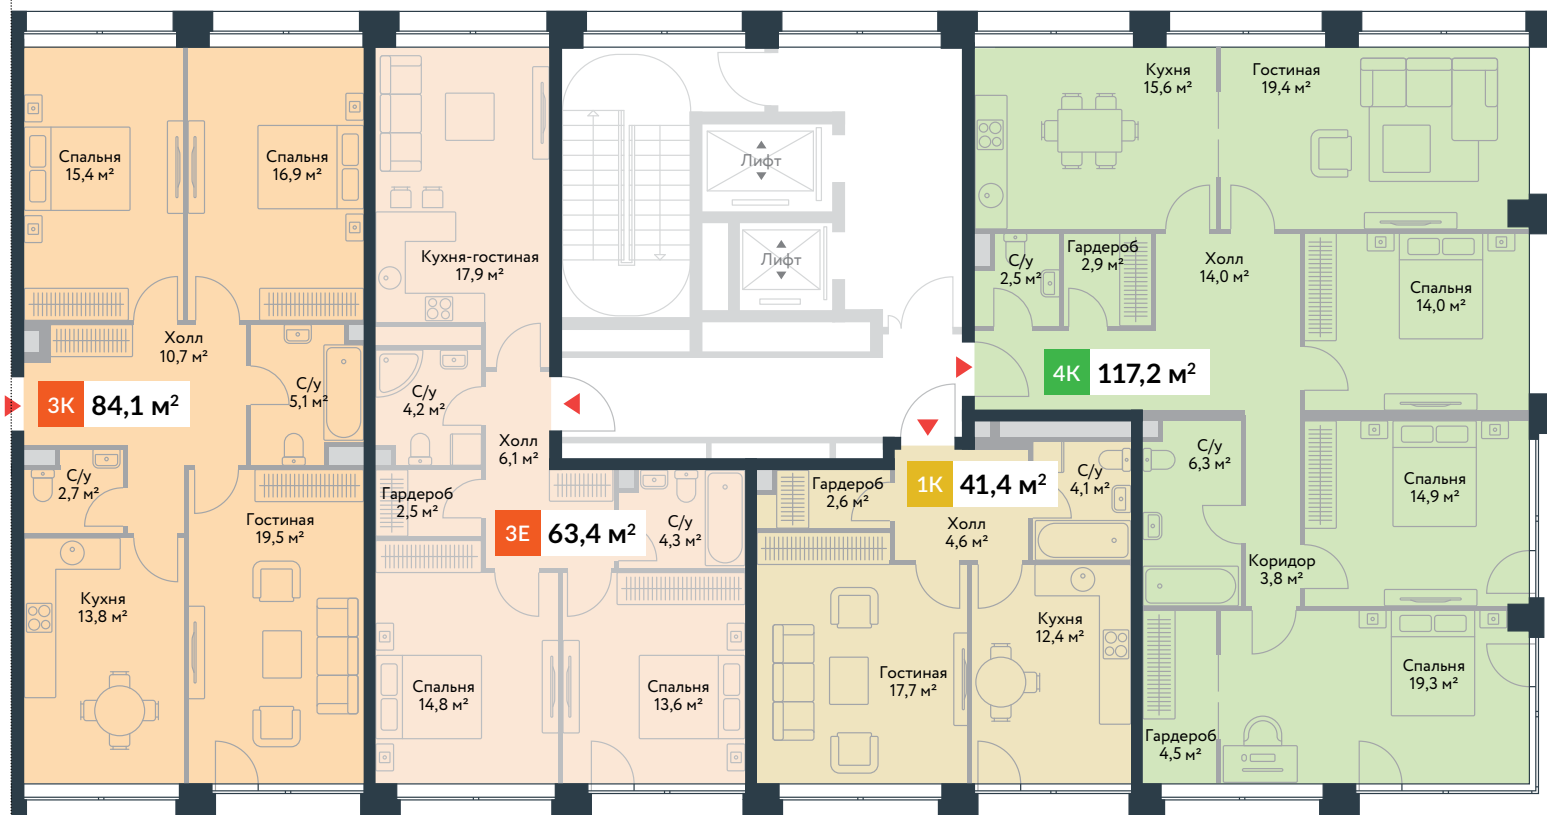 Спальня
15,4 м²
Спальня
16,9 м²
Холл
10,7 м²
С/у
5,1 м²
3К 84,1 м²
С/у
2,7 м²
Гостиная
19,5 м²
Кухня
13,8 м²
Кухня-гостиная
17,9 м²
С/у
4,2 м²
Холл
6,1 м²
Гардероб
2,5 м²
3Е 63,4 м²
С/у
4,3 м²
Спальня
14,8 м²
Спальня
13,6 м²
Лифт
Лифт
Гардероб
2,6 м²
1К 41,4 м²
Холл
4,6 м²
С/у
4,1 м²
Гостиная
17,7 м²
Кухня
12,4 м²
Кухня
15,6 м²
Гостиная
19,4 м²
С/у
2,5 м²
Гардероб
2,9 м²
Холл
14,0 м²
Спальня
14,0 м²
4К 117,2 м²
С/у
6,3 м²
Спальня
14,9 м²
Коридор
3,8 м²
Спальня
19,3 м²
Гардероб
4,5 м²